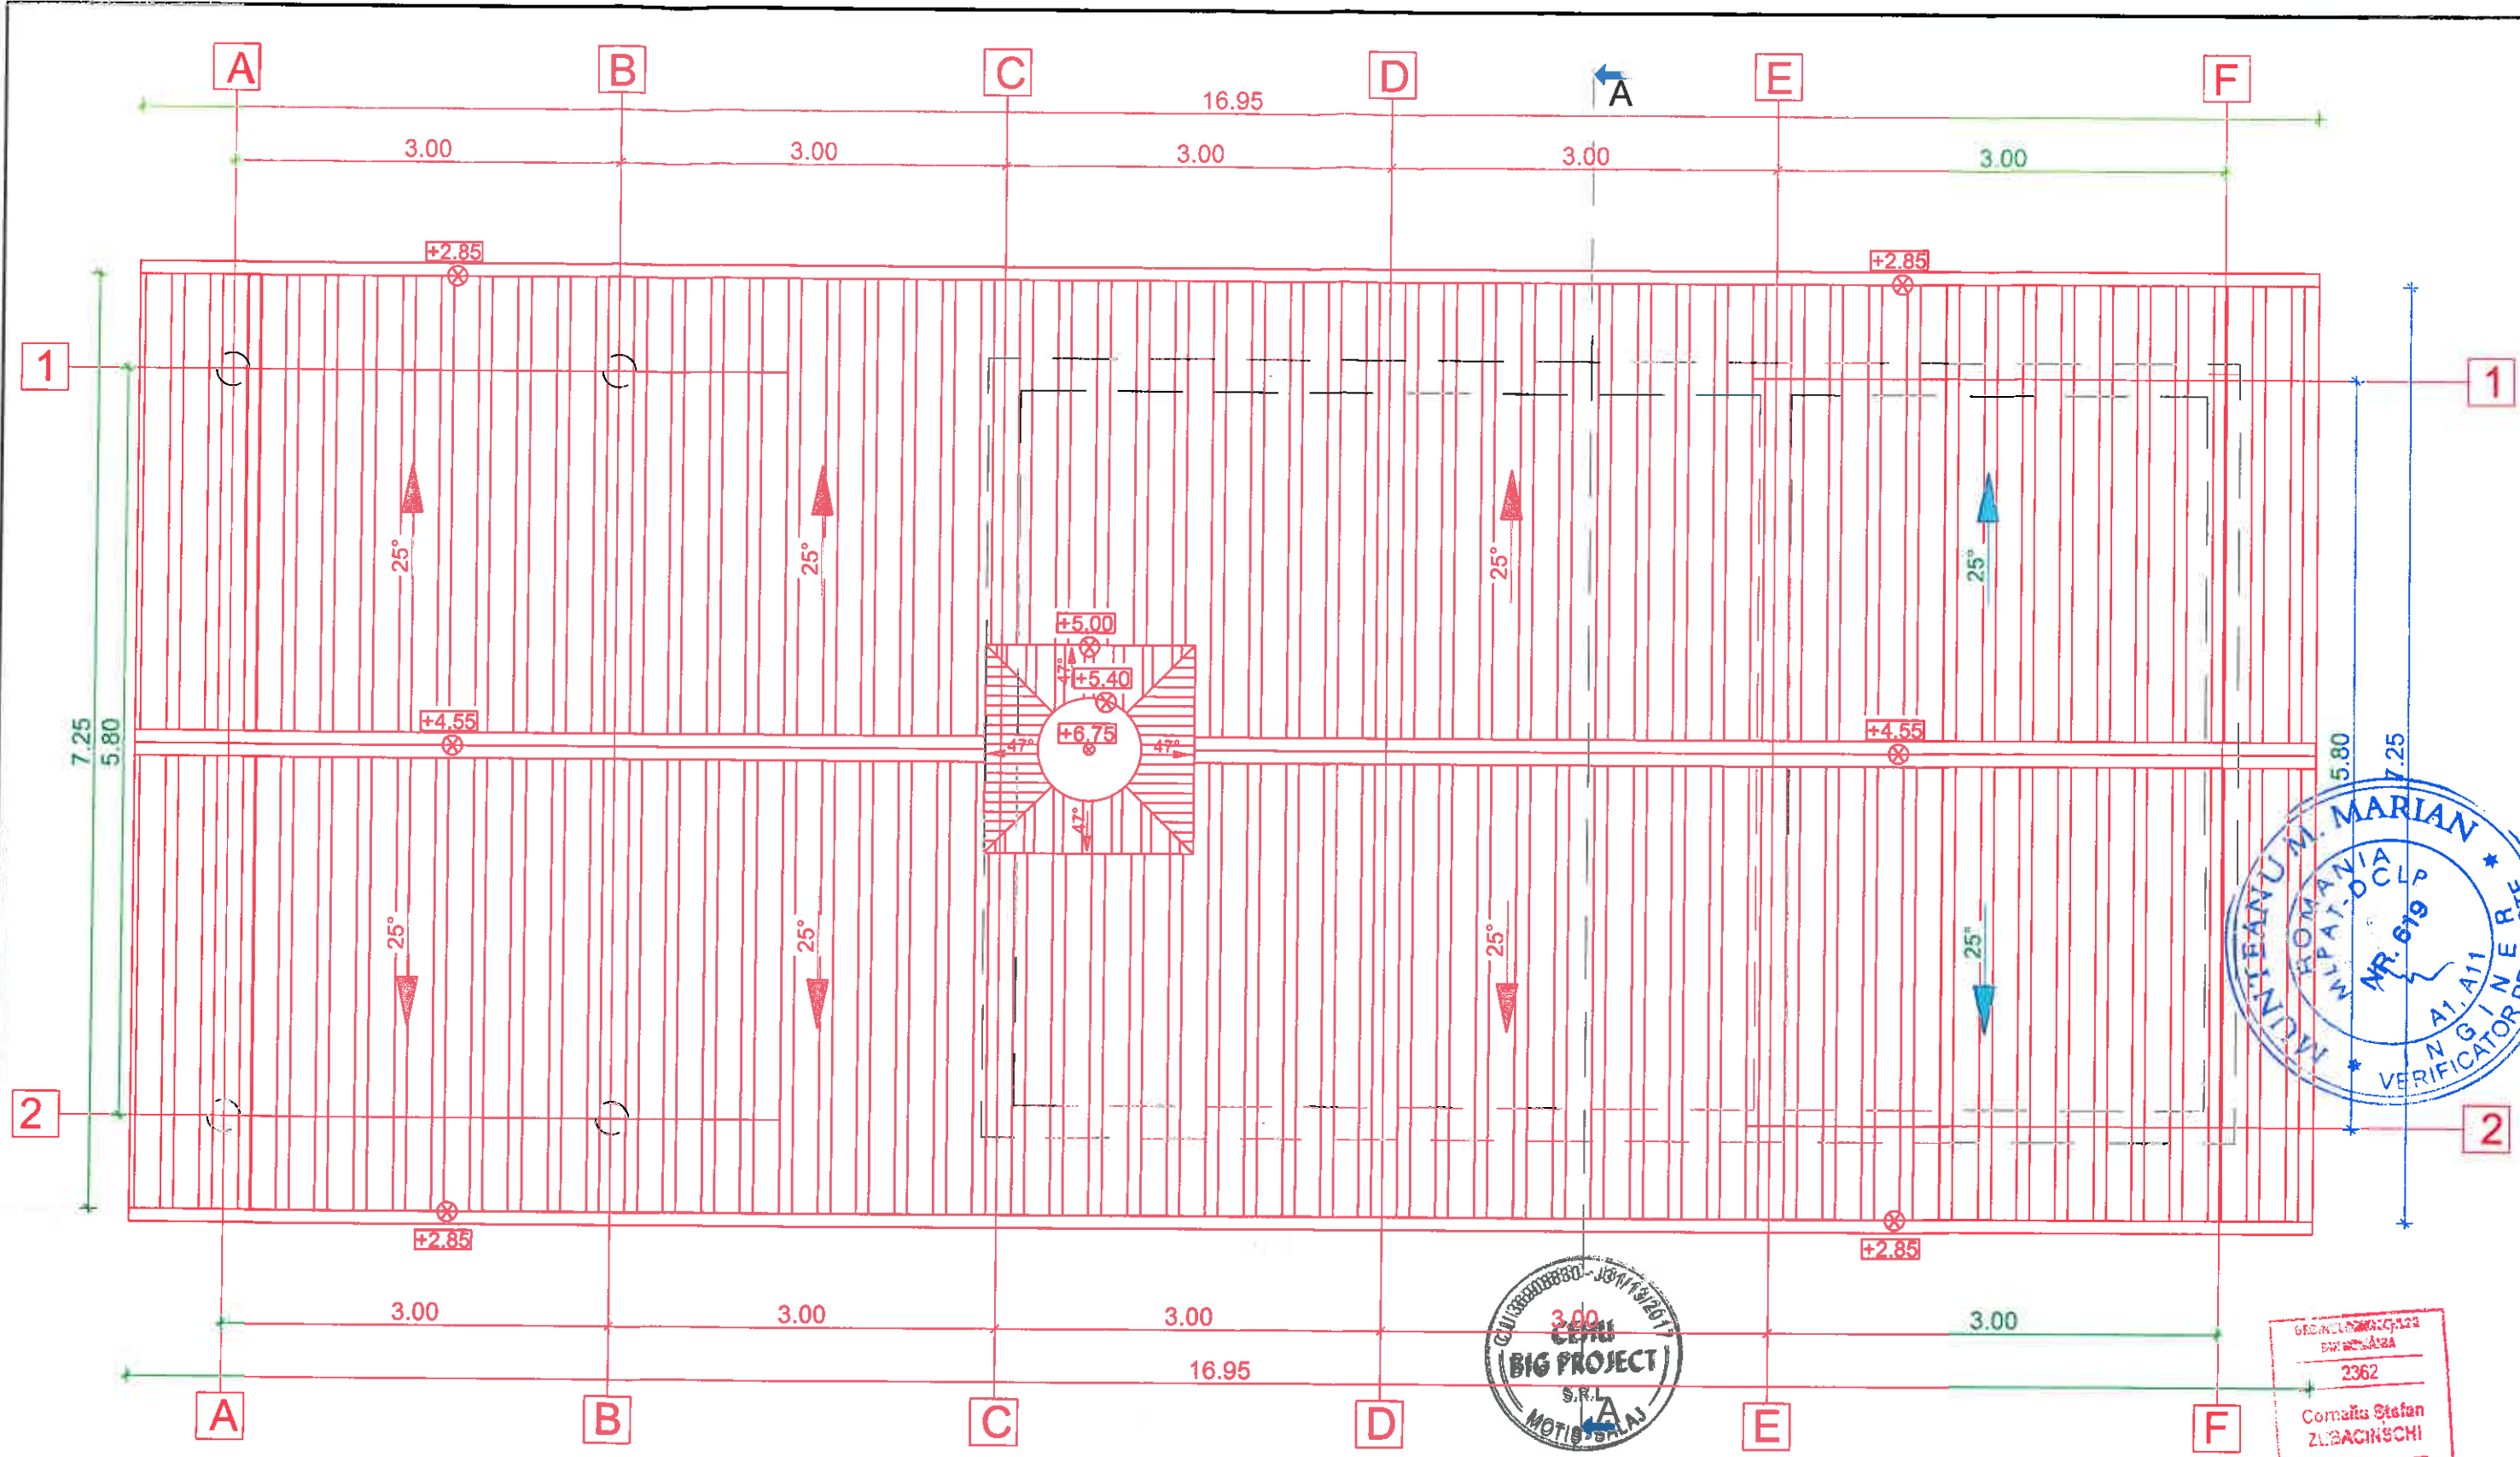 A B C D E F
A
16.95
3.00 3.00 3.00 3.00 3.00
+2.85 +2.85
1 1
25° 25° 25° 25°
+5.00
47°
+5.40
+4.55 +6.75 +4.55
47° 47°
47°
7.25
5.80
5.80
7.25
25° 25° 25° 25°
2 2
+2.85 +2.85
3.00 3.00 3.00 3.00 3.00
16.95
A B C D E F
A
MUNTEANU M. MARIAN
ROMANIA
MLPAT-DCLP
NR. 679
A1, A11
VERIFICATOR
BIG PROJECT
S.R.L.
2362
Stefan